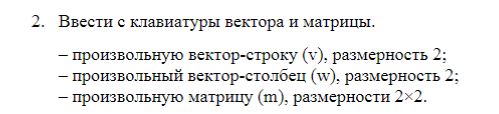 2. Ввести с клавиатуры вектора и матрицы.
– произвольную вектор-строку (v), размерность 2;
– произвольный вектор-столбец (w), размерность 2;
– произвольную матрицу (m), размерности 2×2.